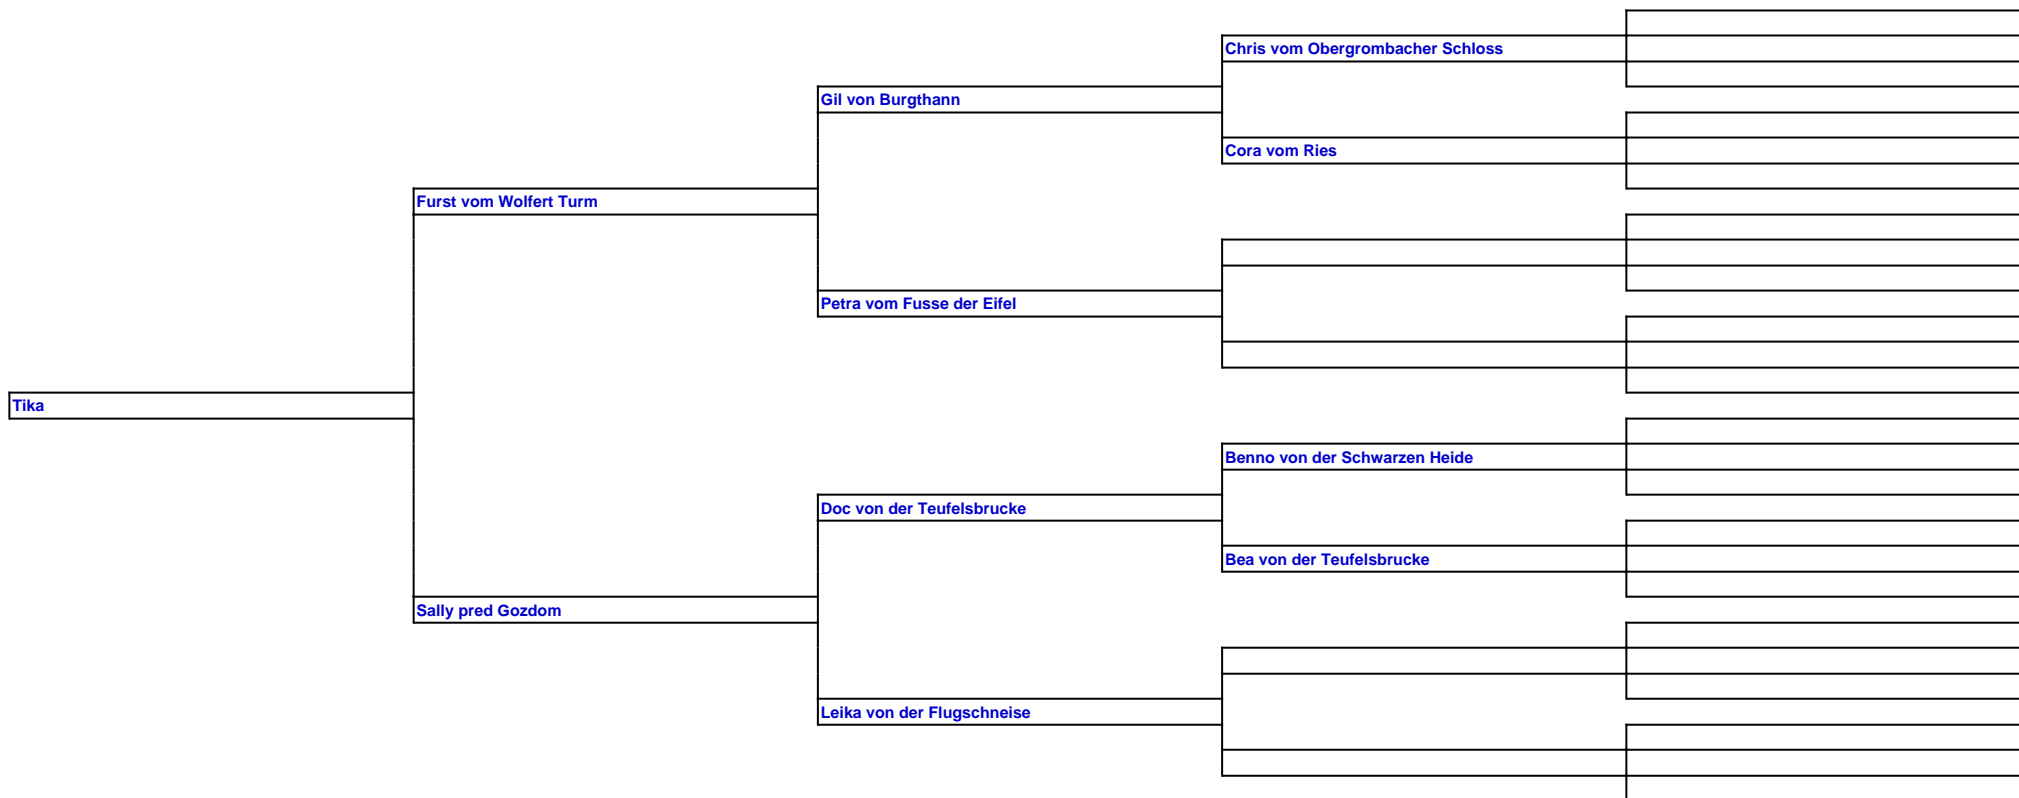 Chris vom Obergrombacher Schloss
Gil von Burgthann
Cora vom Ries
Furst vom Wolfert Turm
Petra vom Fusse der Eifel
Tika
Benno von der Schwarzen Heide
Doc von der Teufelsbrucke
Bea von der Teufelsbrucke
Sally pred Gozdom
Leika von der Flugschneise